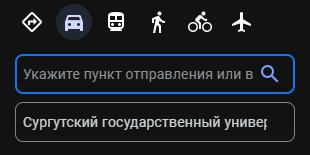 Укажите пункт отправления или в
Сургутский государственный универ